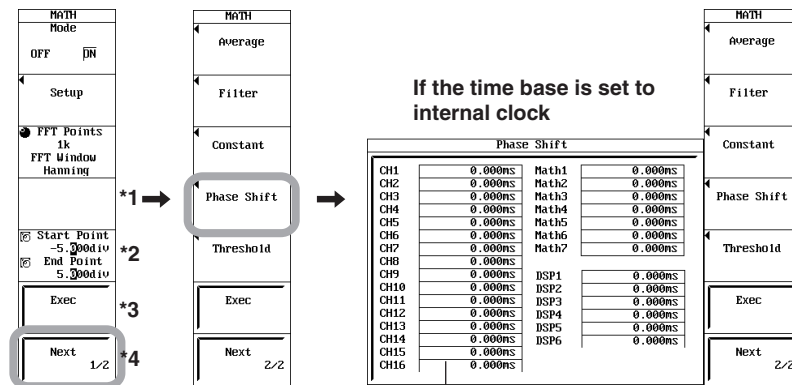 MATH
Mode
OFF ON
Setup
FFT Points
1k
FFT Window
Hanning
*1
Start Point
-5.000div
*2
End Point
5.000div
Exec
*3
Next
1/2
*4
MATH
Average
Filter
Constant
Phase Shift
Threshold
Exec
Next
2/2
If the time base is set to
internal clock
Phase Shift
CH1 0.000ms Math1 0.000ms
CH2 0.000ms Math2 0.000ms
CH3 0.000ms Math3 0.000ms
CH4 0.000ms Math4 0.000ms
CH5 0.000ms Math5 0.000ms
CH6 0.000ms Math6 0.000ms
CH7 0.000ms Math7 0.000ms
CH8 0.000ms
CH9 0.000ms DSP1 0.000ms
CH10 0.000ms DSP2 0.000ms
CH11 0.000ms DSP3 0.000ms
CH12 0.000ms DSP4 0.000ms
CH13 0.000ms DSP5 0.000ms
CH14 0.000ms DSP6 0.000ms
CH15 0.000ms
CH16 0.000ms
MATH
Average
Filter
Constant
Phase Shift
Threshold
Exec
Next
2/2